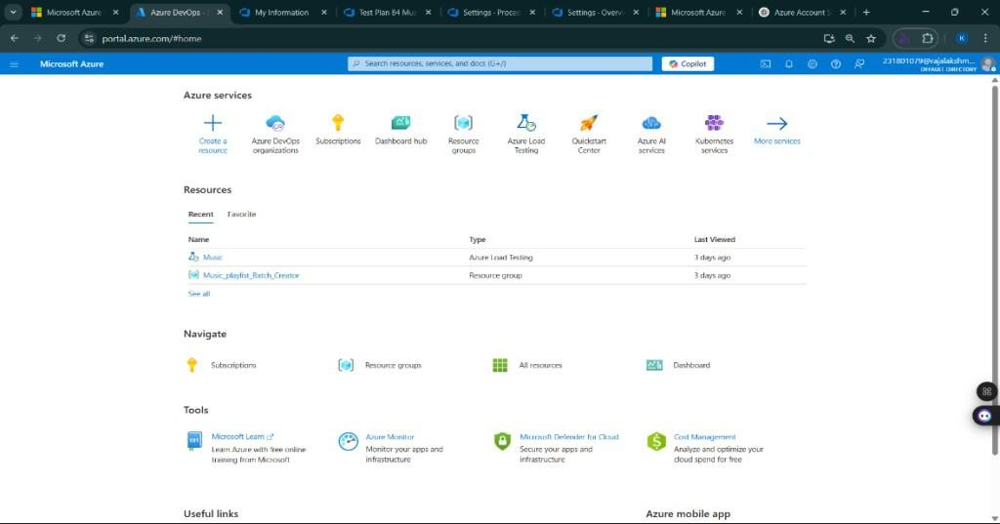 Microsoft Azure
Azure DevOps -
My Information
Test Plan 84 Mu
Settings - Proces
Settings - Overvi
Microsoft Azure
Azure Account S
portal.azure.com/#home
K
Microsoft Azure
Search resources, services, and docs (G+/)
Copilot
231801079@rajalakshm...
DEFAULT DIRECTORY
Azure services
Create a resource
Azure DevOps organizations
Subscriptions
Dashboard hub
Resource groups
Azure Load Testing
Quickstart Center
Azure AI services
Kubernetes services
More services
Resources
Recent Favorite
Name Type Last Viewed
Music Azure Load Testing 3 days ago
Music_playlist_Batch_Creator Resource group 3 days ago
See all
Navigate
Subscriptions Resource groups All resources Dashboard
Tools
Microsoft Learn
Learn Azure with free online
training from Microsoft
Azure Monitor
Monitor your apps and
infrastructure
Microsoft Defender for Cloud
Secure your apps and
infrastructure
Cost Management
Analyze and optimize your
cloud spend for free
Useful links Azure mobile app